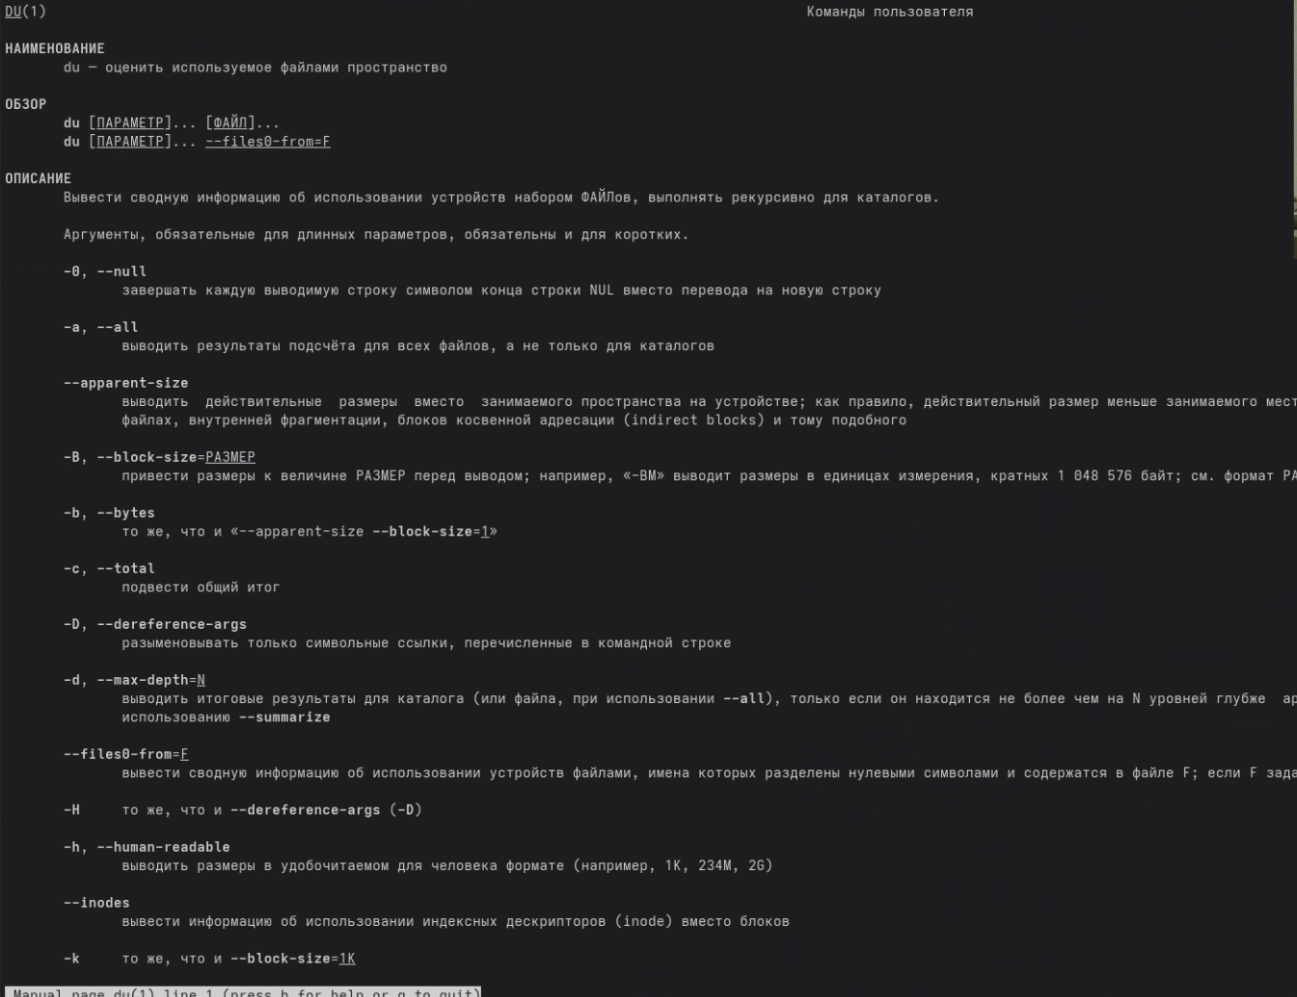 DU(1) Команды пользователя
НАИМЕНОВАНИЕ
du — оценить используемое файлами пространство
ОБЗОР
du [ПАРАМЕТР]... [ФАЙЛ]...
du [ПАРАМЕТР]... --files0-from=F
ОПИСАНИЕ
Вывести сводную информацию об использовании устройств набором ФАЙЛов, выполнять рекурсивно для каталогов.
Аргументы, обязательные для длинных параметров, обязательны и для коротких.
-0, --null
завершать каждую выводимую строку символом конца строки NUL вместо перевода на новую строку
-a, --all
выводить результаты подсчёта для всех файлов, а не только для каталогов
--apparent-size
выводить действительные размеры вместо занимаемого пространства на устройстве; как правило, действительный размер меньше занимаемого
файлах, внутренней фрагментации, блоков косвенной адресации (indirect blocks) и тому подобного
-B, --block-size=РАЗМЕР
привести размеры к величине РАЗМЕР перед выводом; например, «-BM» выводит размеры в единицах измерения, кратных 1 048 576 байт; см. формат
-b, --bytes
то же, что и «--apparent-size --block-size=1»
-c, --total
подвести общий итог
-D, --dereference-args
разыменовывать только символьные ссылки, перечисленные в командной строке
-d, --max-depth=N
выводить итоговые результаты для каталога (или файла, при использовании --all), только если он находится не более чем на N уровней глубже
использованию --summarize
--files0-from=F
вывести сводную информацию об использовании устройств файлами, имена которых разделены нулевыми символами и содержатся в файле F; если F
-H то же, что и --dereference-args (-D)
-h, --human-readable
выводить размеры в удобочитаемом для человека формате (например, 1K, 234M, 2G)
--inodes
вывести информацию об использовании индексных дескрипторов (inode) вместо блоков
-k то же, что и --block-size=1K
Manual page du(1) line 1 (press h for help or q to quit)